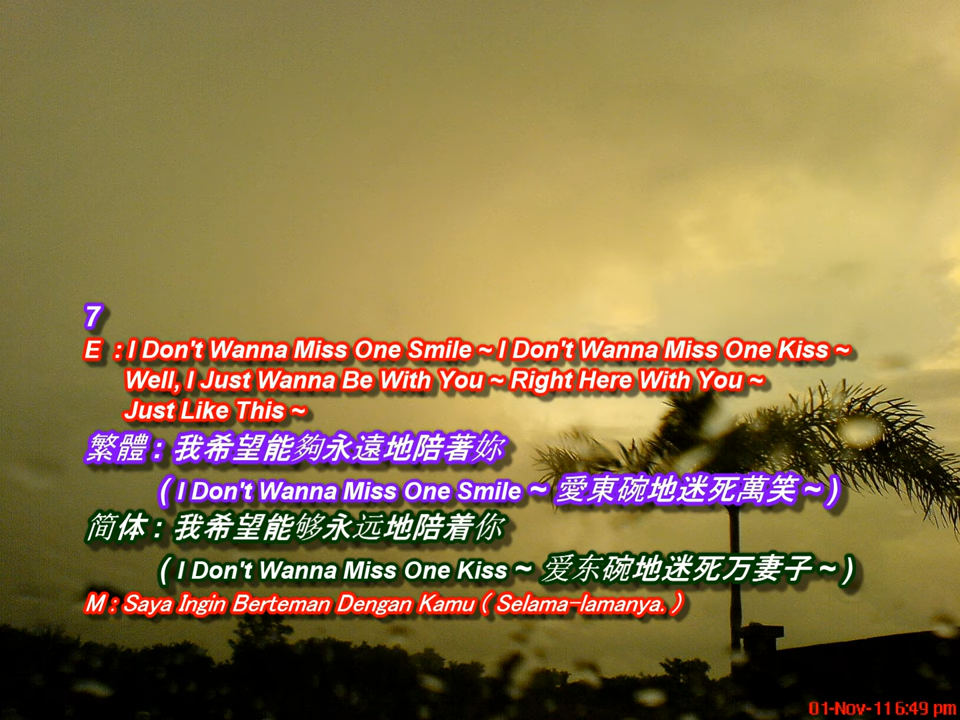 7
E : I Don't Wanna Miss One Smile ~ I Don't Wanna Miss One Kiss ~
Well, I Just Wanna Be With You ~ Right Here With You ~
Just Like This ~
繁體 : 我希望能夠永遠地陪著妳
( I Don't Wanna Miss One Smile ~ 愛東碗地迷死萬笑 ~ )
简体 : 我希望能够永远地陪着你
( I Don't Wanna Miss One Kiss ~ 爱东碗地迷死万妻子 ~ )
M : Saya Ingin Berteman Dengan Kamu ( Selama-lamanya. )
01-Nov-11 6:49 pm